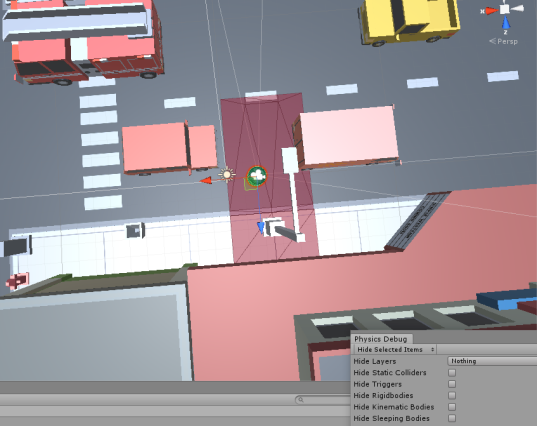 x
z
Persp
Physics Debug
Hide Selected Items
Hide Layers
Nothing
Hide Static Colliders
Hide Triggers
Hide Rigidbodies
Hide Kinematic Bodies
Hide Sleeping Bodies